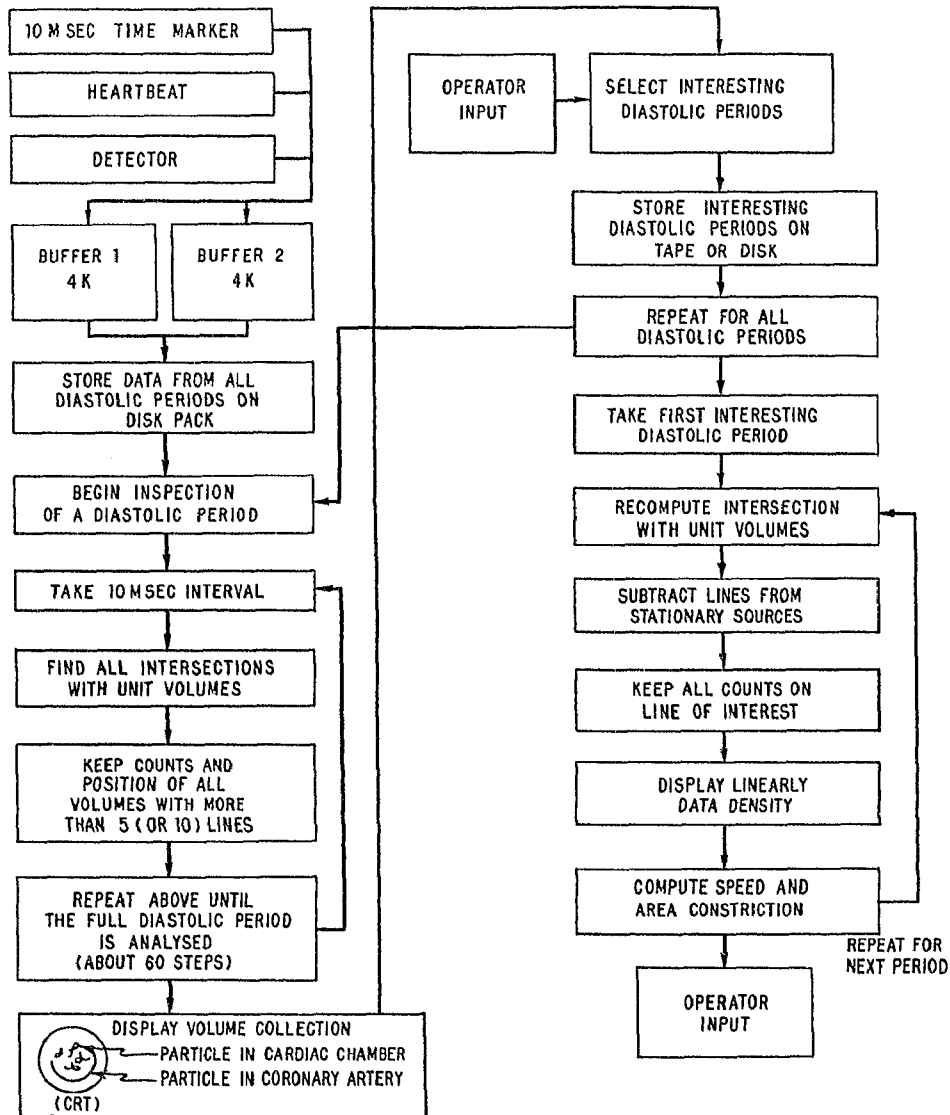 10 M SEC TIME MARKER
HEARTBEAT
DETECTOR
BUFFER 1
4K
BUFFER 2
4K
STORE DATA FROM ALL
DIASTOLIC PERIODS ON
DISK PACK
BEGIN INSPECTION
OF A DIASTOLIC PERIOD
TAKE 10 MSEC INTERVAL
FIND ALL INTERSECTIONS
WITH UNIT VOLUMES
KEEP COUNTS AND
POSITION OF ALL
VOLUMES WITH MORE
THAN 5 (OR 10) LINES
REPEAT ABOVE UNTIL
THE FULL DIASTOLIC PERIOD
IS ANALYSED
(ABOUT 60 STEPS)
DISPLAY VOLUME COLLECTION
PARTICLE IN CARDIAC CHAMBER
PARTICLE IN CORONARY ARTERY
(CRT)
OPERATOR
INPUT
SELECT INTERESTING
DIASTOLIC PERIODS
STORE INTERESTING
DIASTOLIC PERIODS ON
TAPE OR DISK
REPEAT FOR ALL
DIASTOLIC PERIODS
TAKE FIRST INTERESTING
DIASTOLIC PERIOD
RECOMPUTE INTERSECTION
WITH UNIT VOLUMES
SUBTRACT LINES FROM
STATIONARY SOURCES
KEEP ALL COUNTS ON
LINE OF INTEREST
DISPLAY LINEARLY
DATA DENSITY
COMPUTE SPEED AND
AREA CONSTRICTION
REPEAT FOR
NEXT PERIOD
OPERATOR
INPUT